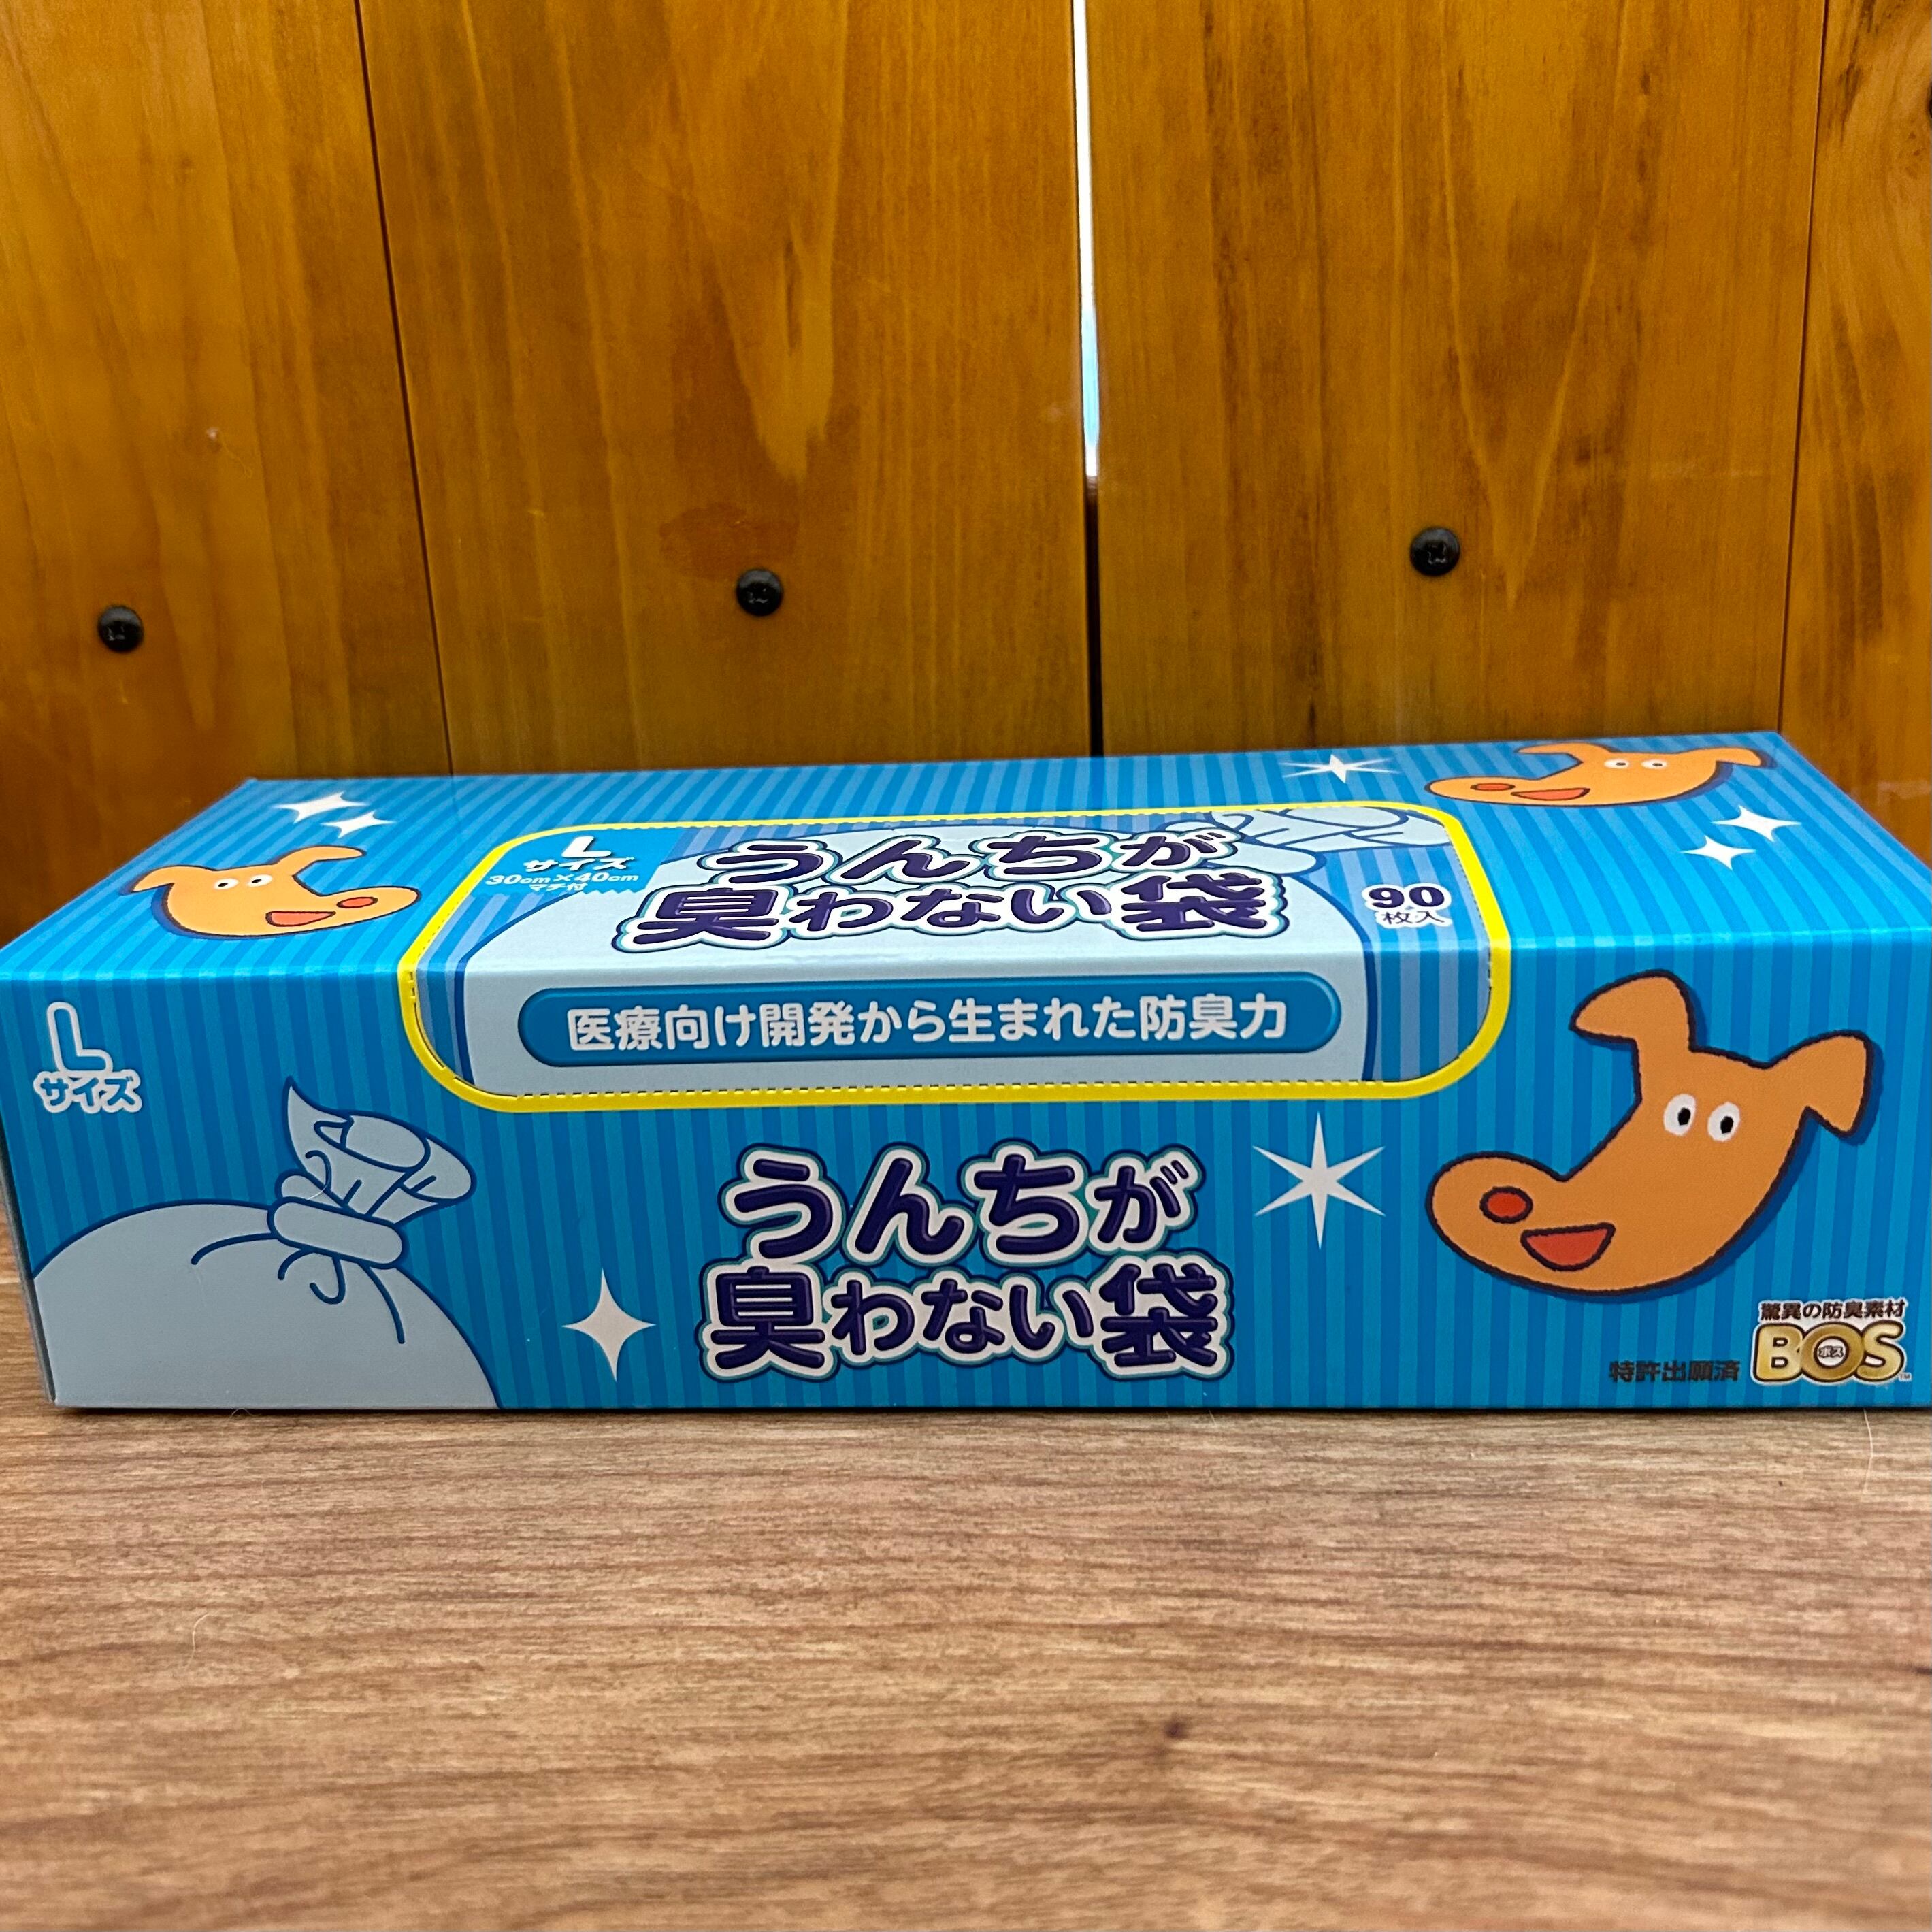 L
サイズ
30cm×40cm
マチ付
うんちが
臭わない袋
90
枚入
医療向け開発から生まれた防臭力
L
サイズ
うんちが
臭わない袋
特許出願済
驚異の防臭素材
BOS
ボス
TM